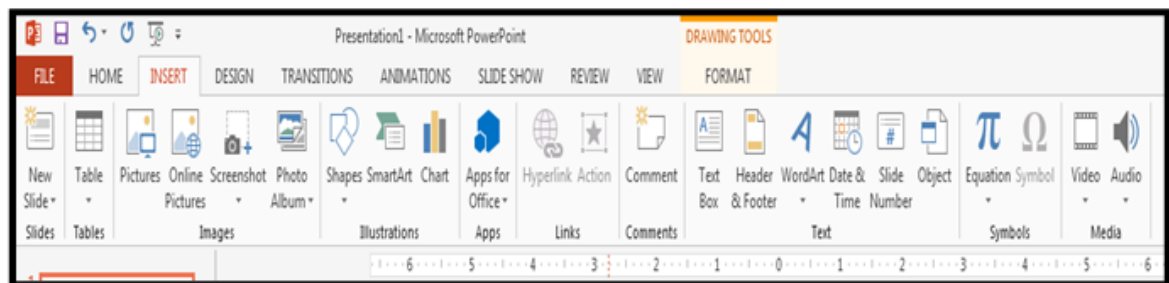 Presentation1 - Microsoft PowerPoint DRAWING TOOLS
FILE HOME INSERT DESIGN TRANSITIONS ANIMATIONS SLIDE SHOW REVIEW VIEW FORMAT
New Table Pictures Online Screenshot Photo Shapes SmartArt Chart Apps for Hyperlink Action Comment Text Header WordArt Date & Slide Object Equation Symbol Video Audio
Slide Pictures Album Office Box & Footer Time Number
Slides Tables Images Illustrations Apps Links Comments Text Symbols Media
1 6 5 4 3 2 1 0 1 2 3 4 5 6